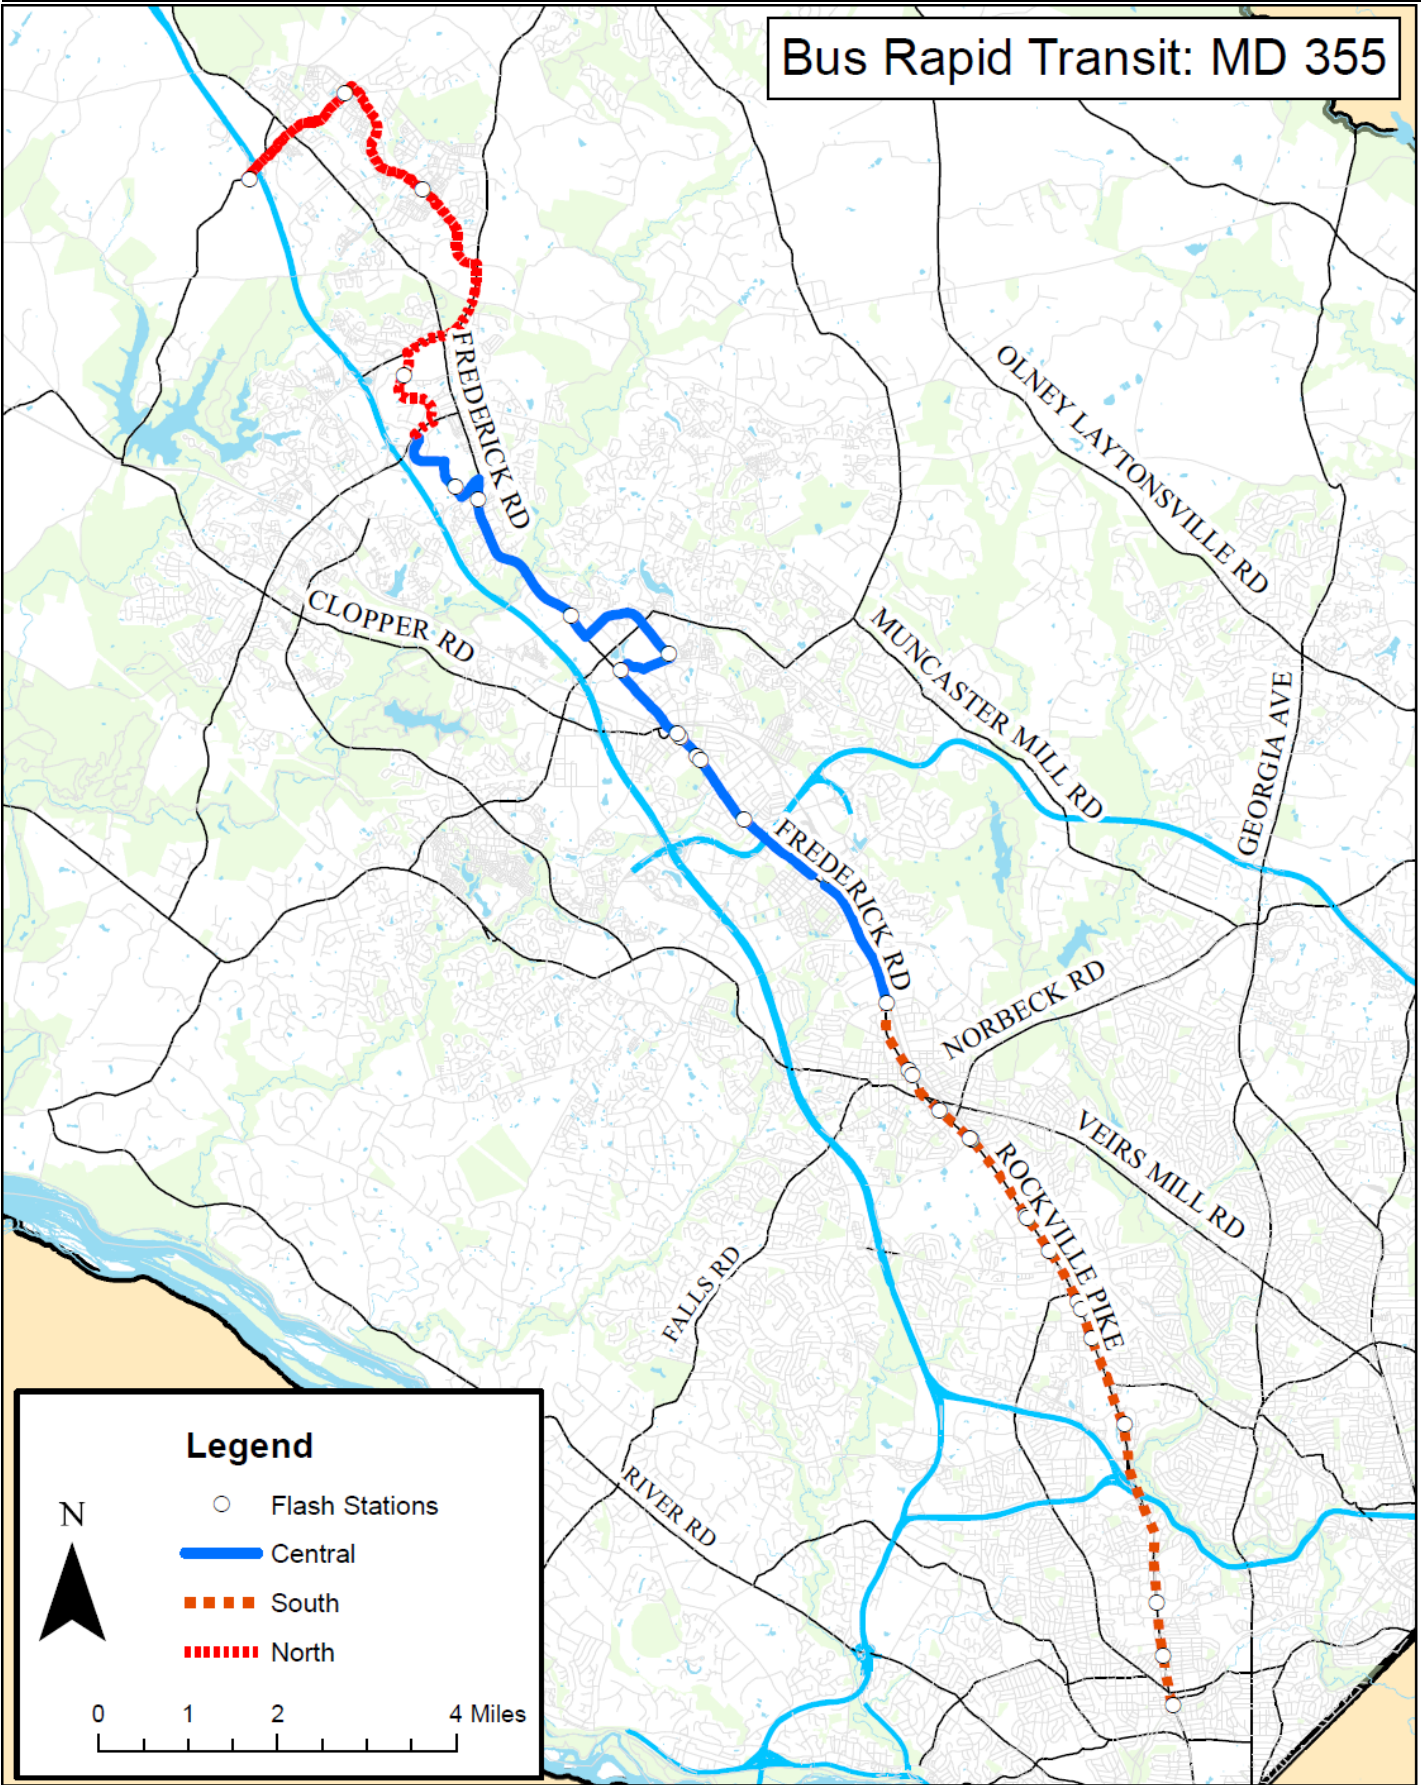 Bus Rapid Transit: MD 355
FREDERICK RD
OLNEY LAYTONSVILLE RD
CLOPPER RD
MUNCASTER MILL RD
GEORGIA AVE
FREDERICK RD
NORBECK RD
VEIRS MILL RD
ROCKVILLE PIKE
FALLS RD
RIVER RD
Legend
N
Flash Stations
Central
South
North
0 1 2 4 Miles